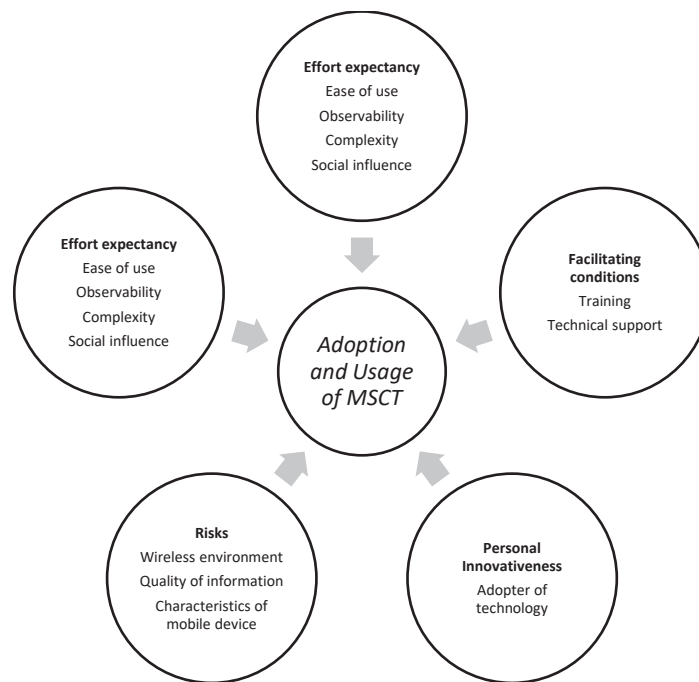 Effort expectancy
Ease of use
Observability
Complexity
Social influence
Effort expectancy
Ease of use
Observability
Complexity
Social influence
Facilitating
conditions
Training
Technical support
Adoption
and Usage
of MSCT
Risks
Wireless environment
Quality of information
Characteristics of
mobile device
Personal
Innovativeness
Adopter of
technology